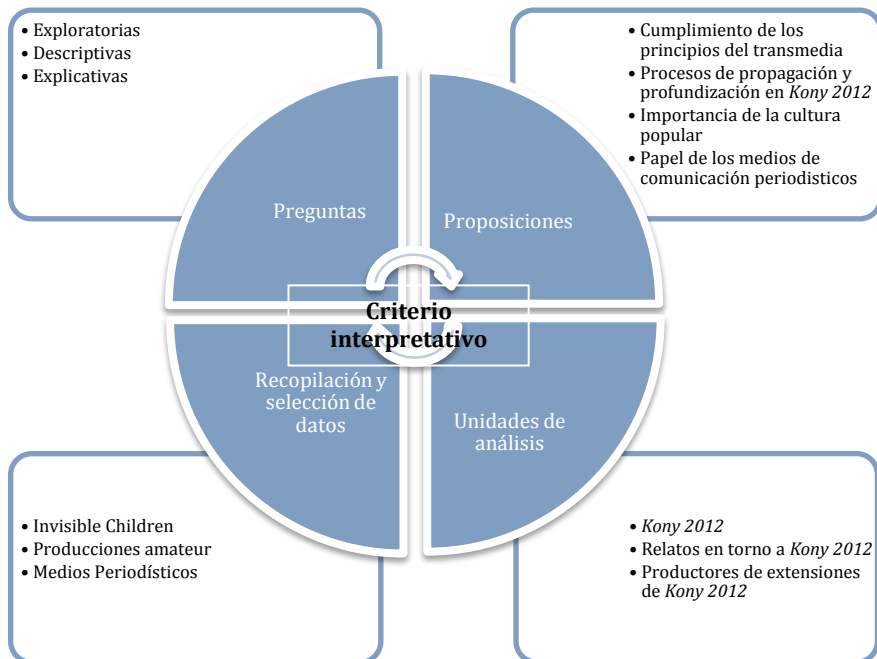 • Exploratorias
• Descriptivas
• Explicativas
• Cumplimiento de los
principios del transmedia
• Procesos de propagación y
profundización en Kony 2012
• Importancia de la cultura
popular
• Papel de los medios de
comunicación periodisticos
Preguntas
Proposiciones
Criterio
interpretativo
Recopilación y
selección de
datos
Unidades de
análisis
• Invisible Children
• Producciones amateur
• Medios Periodísticos
• Kony 2012
• Relatos en torno a Kony 2012
• Productores de extensiones
de Kony 2012